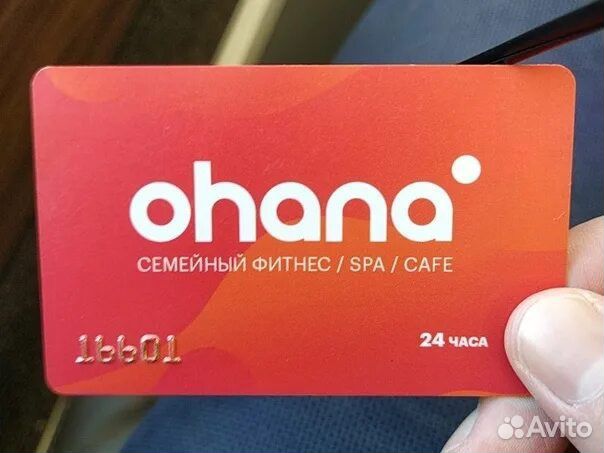 ohana
СЕМЕЙНЫЙ ФИТНЕС / SPA / CAFE
16601
24 ЧАСА
Avito